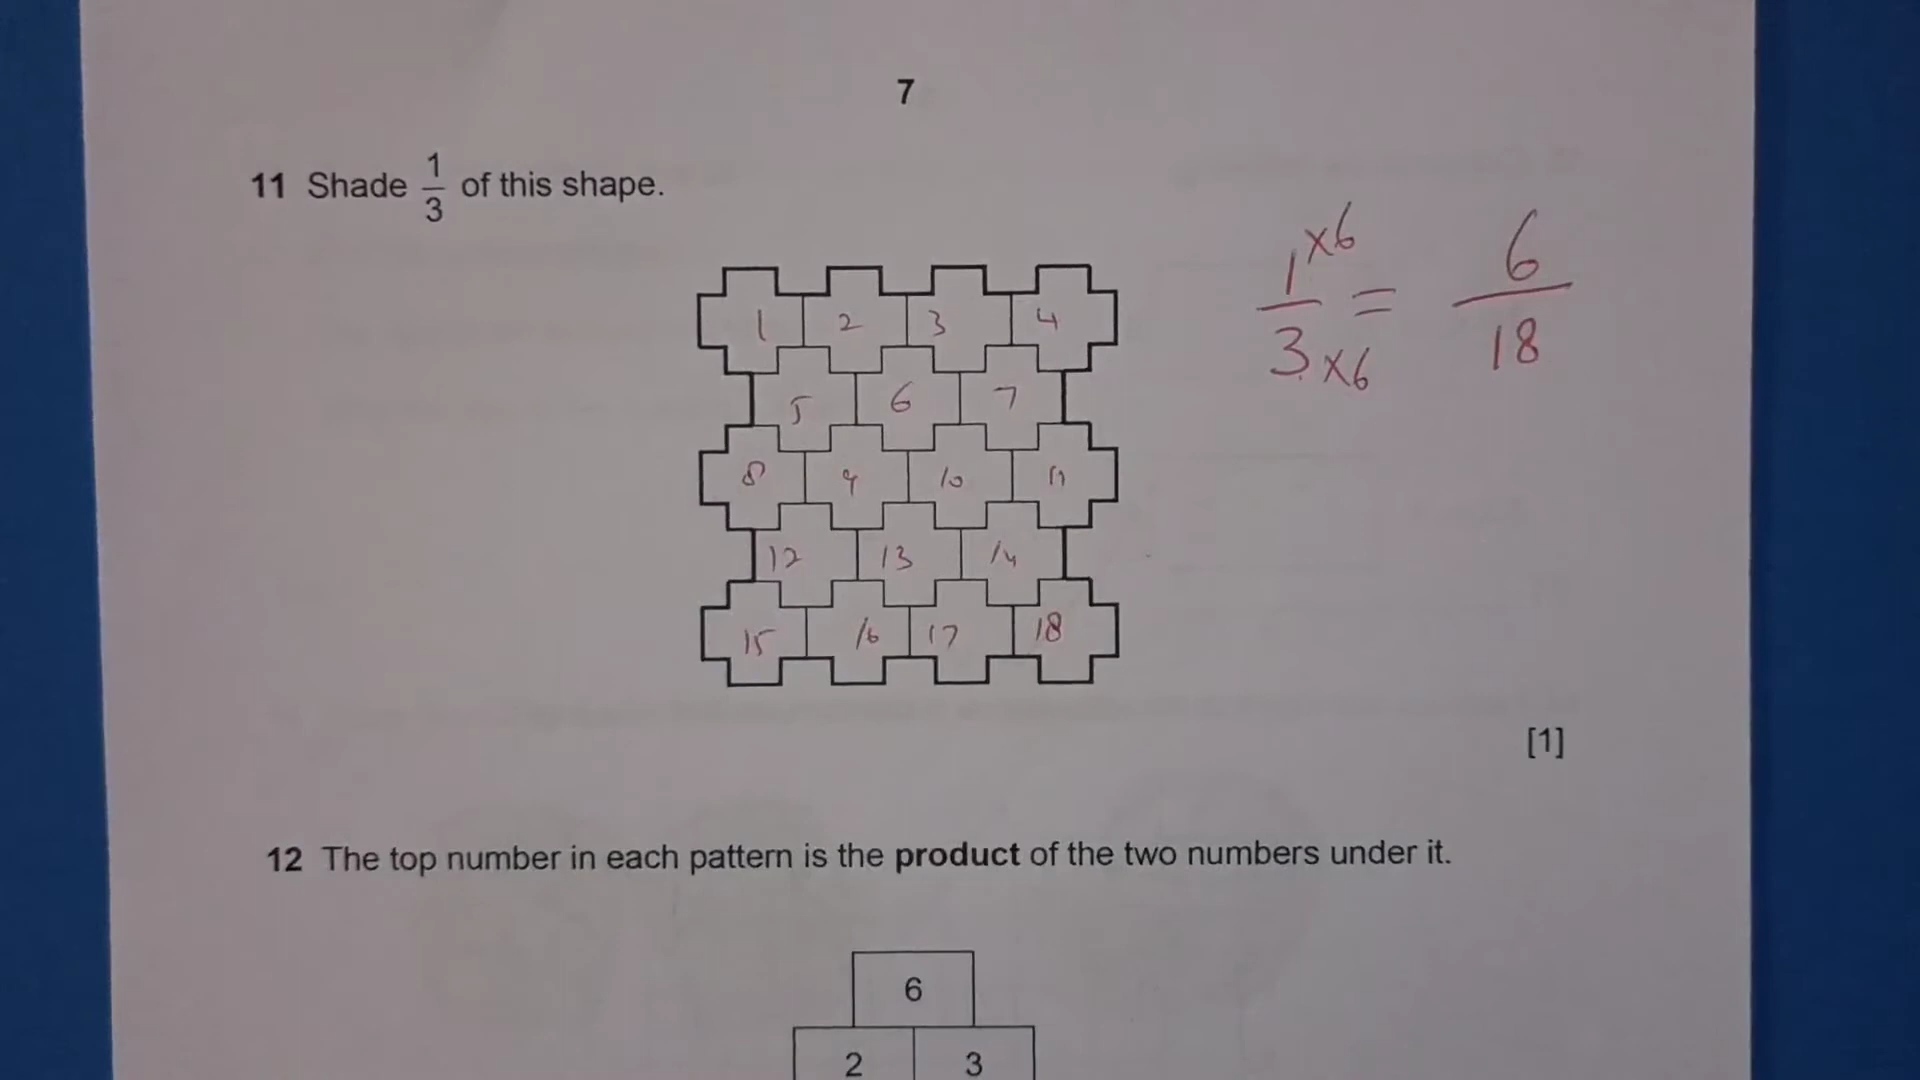 7
11 Shade 1/3 of this shape.
1 ×6 / 3 ×6 = 6/18
1 2 3 4
5 6 7
8 9 10 11
12 13 14
15 16 17 18
[1]
12 The top number in each pattern is the product of the two numbers under it.
6
2 3